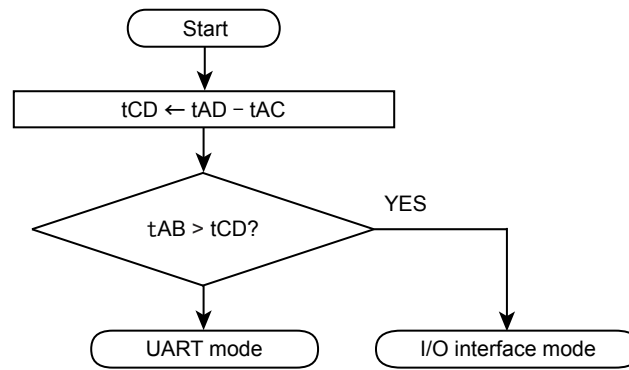 Start
tCD ← tAD − tAC
tAB > tCD?
YES
UART mode
I/O interface mode